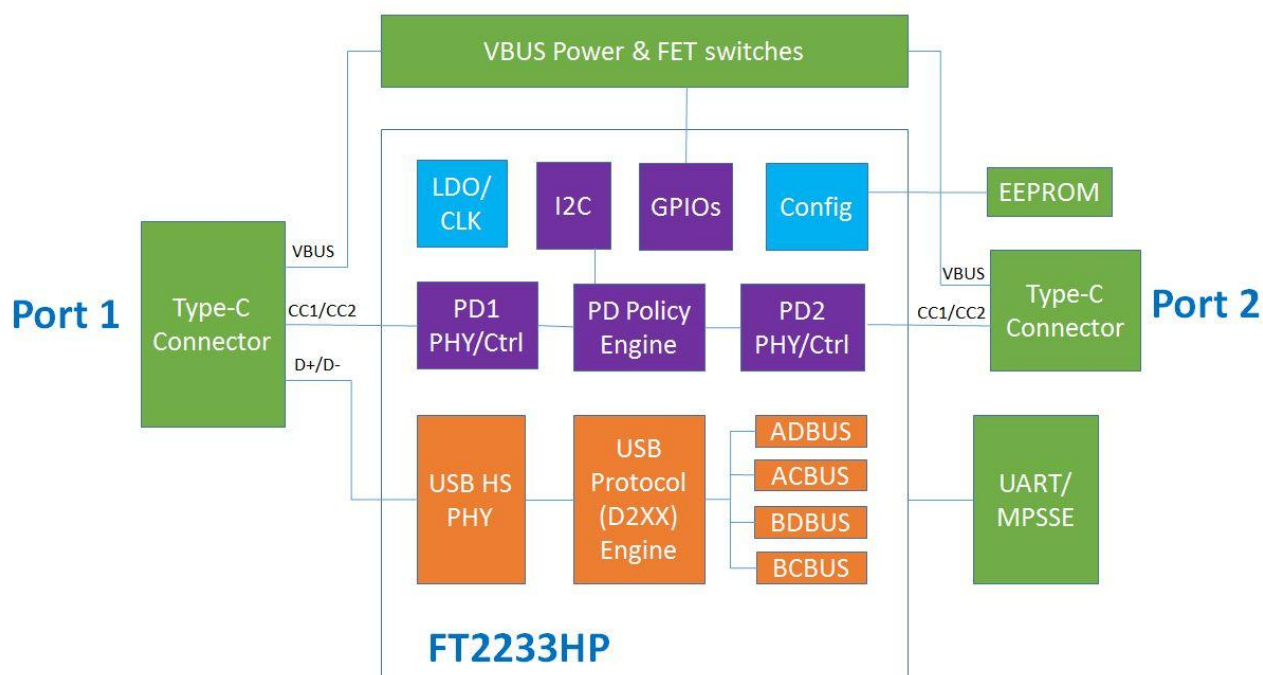 VBUS Power & FET switches
LDO/
CLK
I2C
GPIOs
Config
EEPROM
VBUS
VBUS
Port 1
Type-C
Connector
CC1/CC2
PD1
PHY/Ctrl
PD Policy
Engine
PD2
PHY/Ctrl
CC1/CC2
Type-C
Connector
Port 2
D+/D-
USB HS
PHY
USB
Protocol
(D2XX)
Engine
ADBUS
ACBUS
BDBUS
BCBUS
UART/
MPSSE
FT2233HP